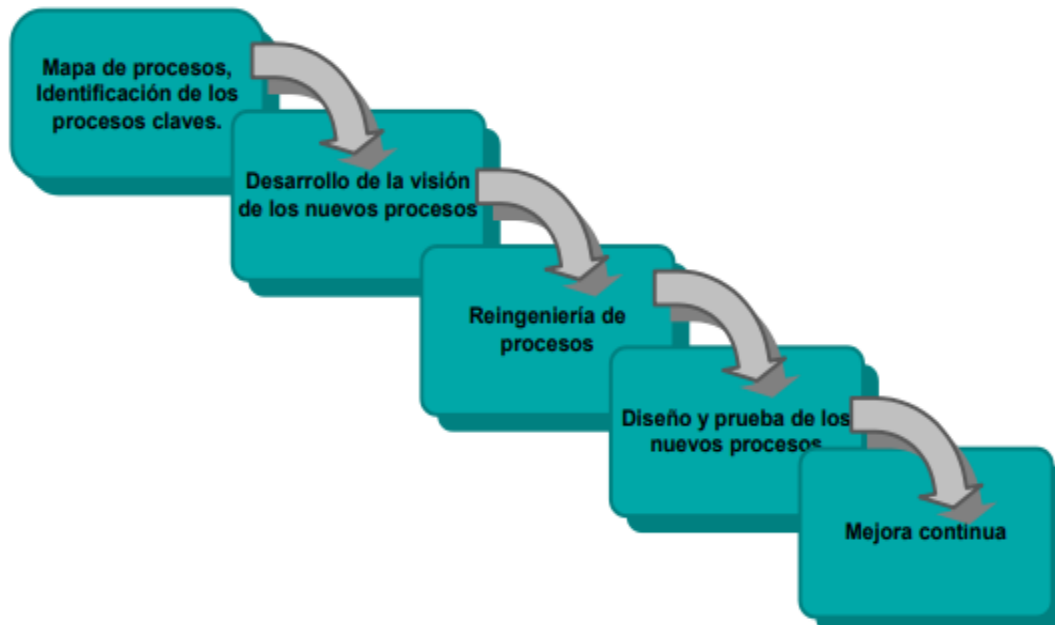 Mapa de procesos,
Identificación de los
procesos claves.
Desarrollo de la visión
de los nuevos procesos
Reingeniería de
procesos
Diseño y prueba de los
nuevos procesos
Mejora continua